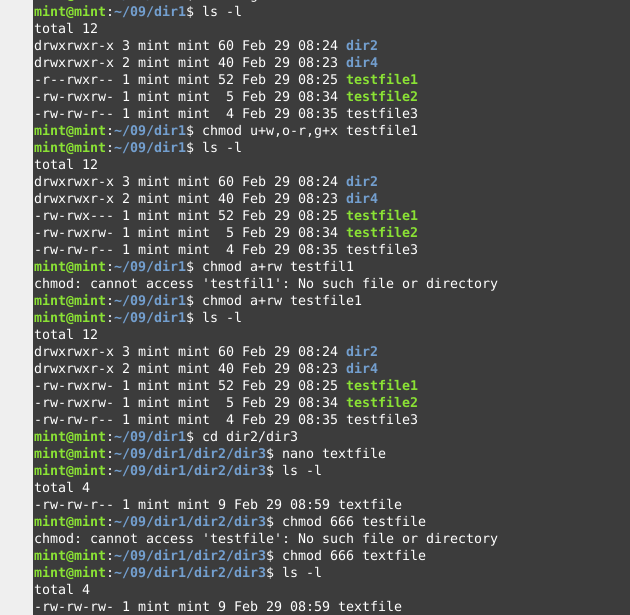 mint@mint:~/09/dir1$ ls -l
total 12
drwxrwxr-x 3 mint mint 60 Feb 29 08:24 dir2
drwxrwxr-x 2 mint mint 40 Feb 29 08:23 dir4
-r--rwxr-- 1 mint mint 52 Feb 29 08:25 testfile1
-rw-rwxrw- 1 mint mint  5 Feb 29 08:34 testfile2
-rw-rw-r-- 1 mint mint  4 Feb 29 08:35 testfile3
mint@mint:~/09/dir1$ chmod u+w,o-r,g+x testfile1
mint@mint:~/09/dir1$ ls -l
total 12
drwxrwxr-x 3 mint mint 60 Feb 29 08:24 dir2
drwxrwxr-x 2 mint mint 40 Feb 29 08:23 dir4
-rw-rwx--- 1 mint mint 52 Feb 29 08:25 testfile1
-rw-rwxrw- 1 mint mint  5 Feb 29 08:34 testfile2
-rw-rw-r-- 1 mint mint  4 Feb 29 08:35 testfile3
mint@mint:~/09/dir1$ chmod a+rw testfil1
chmod: cannot access 'testfil1': No such file or directory
mint@mint:~/09/dir1$ chmod a+rw testfile1
mint@mint:~/09/dir1$ ls -l
total 12
drwxrwxr-x 3 mint mint 60 Feb 29 08:24 dir2
drwxrwxr-x 2 mint mint 40 Feb 29 08:23 dir4
-rw-rwxrw- 1 mint mint 52 Feb 29 08:25 testfile1
-rw-rwxrw- 1 mint mint  5 Feb 29 08:34 testfile2
-rw-rw-r-- 1 mint mint  4 Feb 29 08:35 testfile3
mint@mint:~/09/dir1$ cd dir2/dir3
mint@mint:~/09/dir1/dir2/dir3$ nano textfile
mint@mint:~/09/dir1/dir2/dir3$ ls -l
total 4
-rw-rw-r-- 1 mint mint 9 Feb 29 08:59 textfile
mint@mint:~/09/dir1/dir2/dir3$ chmod 666 testfile
chmod: cannot access 'testfile': No such file or directory
mint@mint:~/09/dir1/dir2/dir3$ chmod 666 textfile
mint@mint:~/09/dir1/dir2/dir3$ ls -l
total 4
-rw-rw-rw- 1 mint mint 9 Feb 29 08:59 textfile